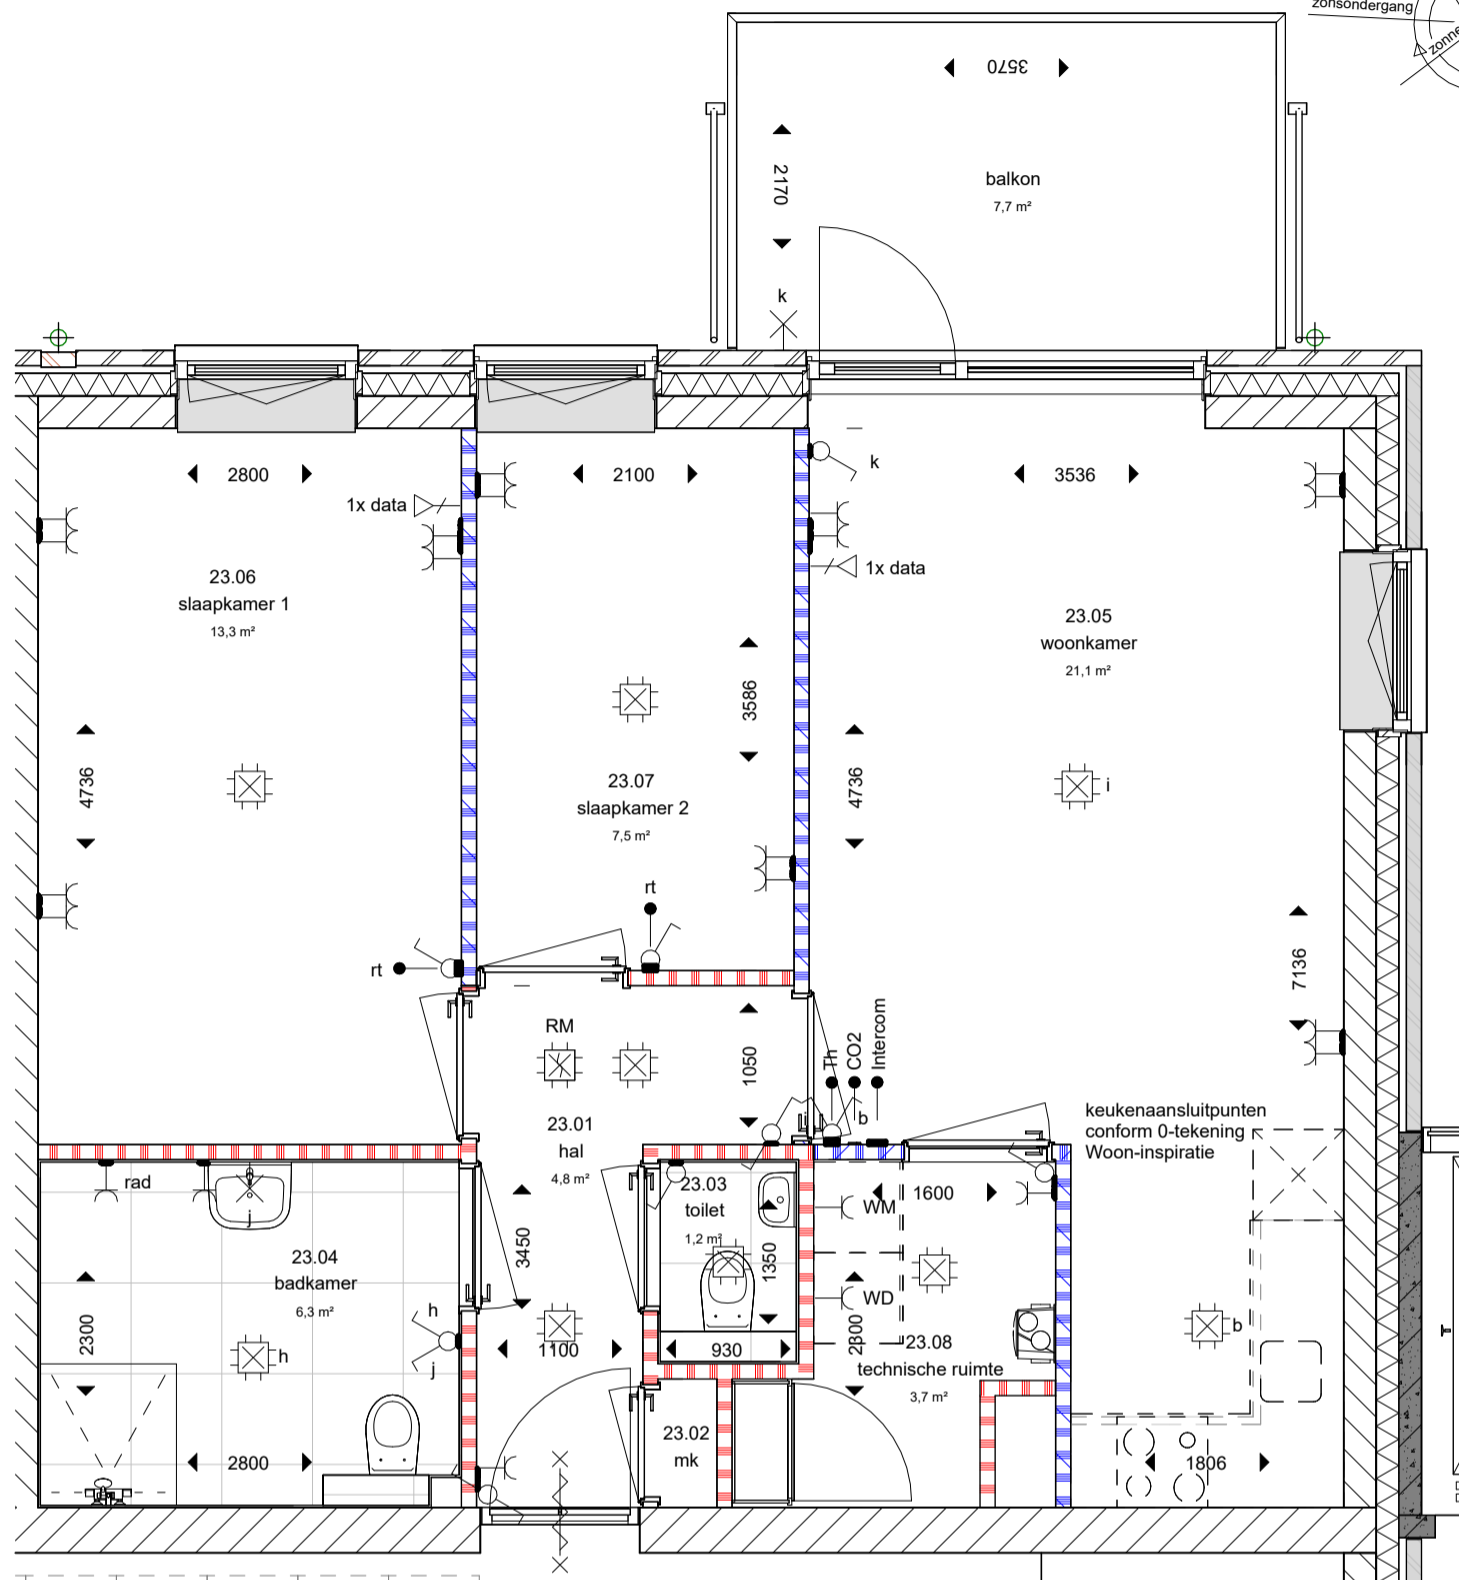 zonsondergang
zonne
3570
2170
balkon
7,7 m²
k
2800
2100
3536
k
1x data
1x data
23.06
slaapkamer 1
13,3 m²
23.05
woonkamer
21,1 m²
3586
4736
23.07
slaapkamer 2
7,5 m²
4736
i
rt
rt
7136
RM
1050
Th
CO2
Intercom
i
b
23.01
hal
4,8 m²
keukenaansluitpunten
conform 0-tekening
Woon-inspiratie
rad
j
23.03
toilet
1,2 m²
1350
WM
1600
3450
23.04
badkamer
6,3 m²
h
h
j
2300
WD
2300
b
1100
930
23.08
technische ruimte
3,7 m²
23.02
mk
2800
1806
T